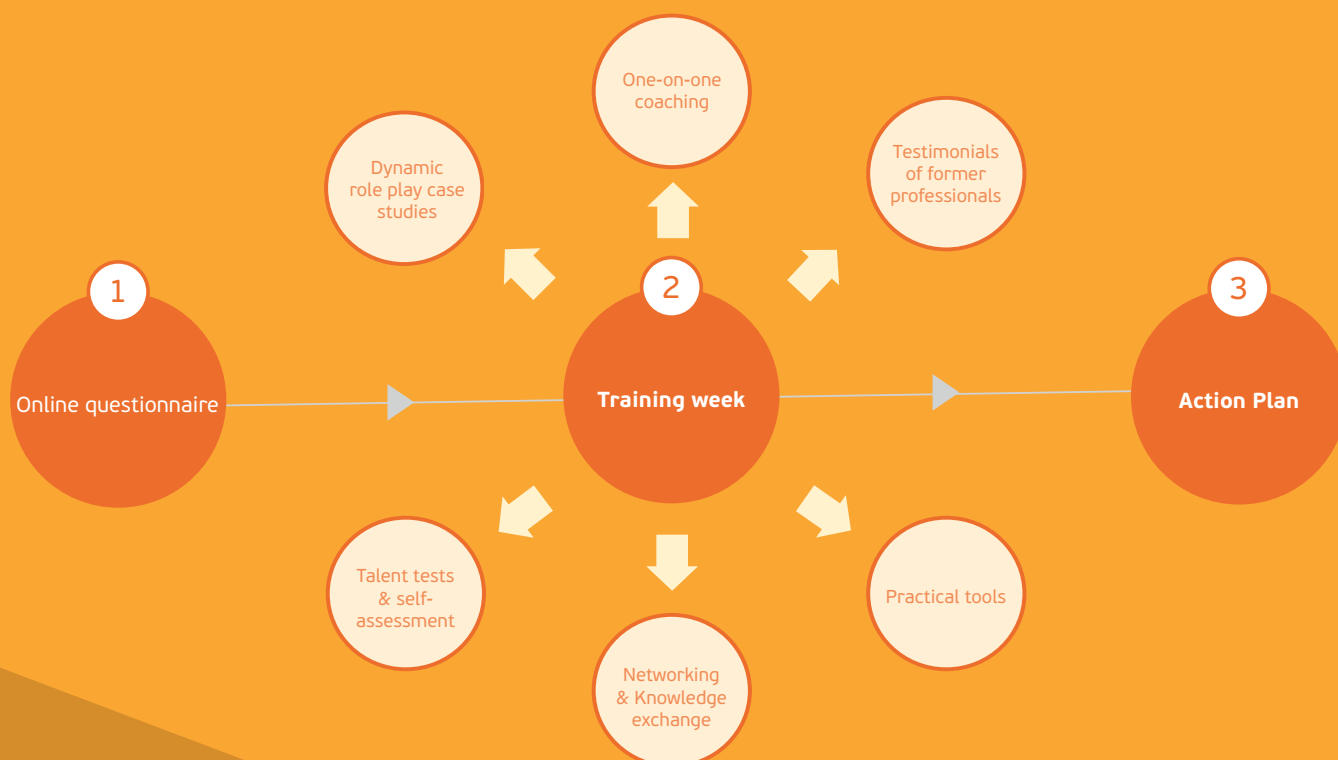 One-on-one
coaching
Dynamic
role play case
studies
Testimonials
of former
professionals
1
Online questionnaire
2
Training week
3
Action Plan
Talent tests
& self-
assessment
Networking
& Knowledge
exchange
Practical tools